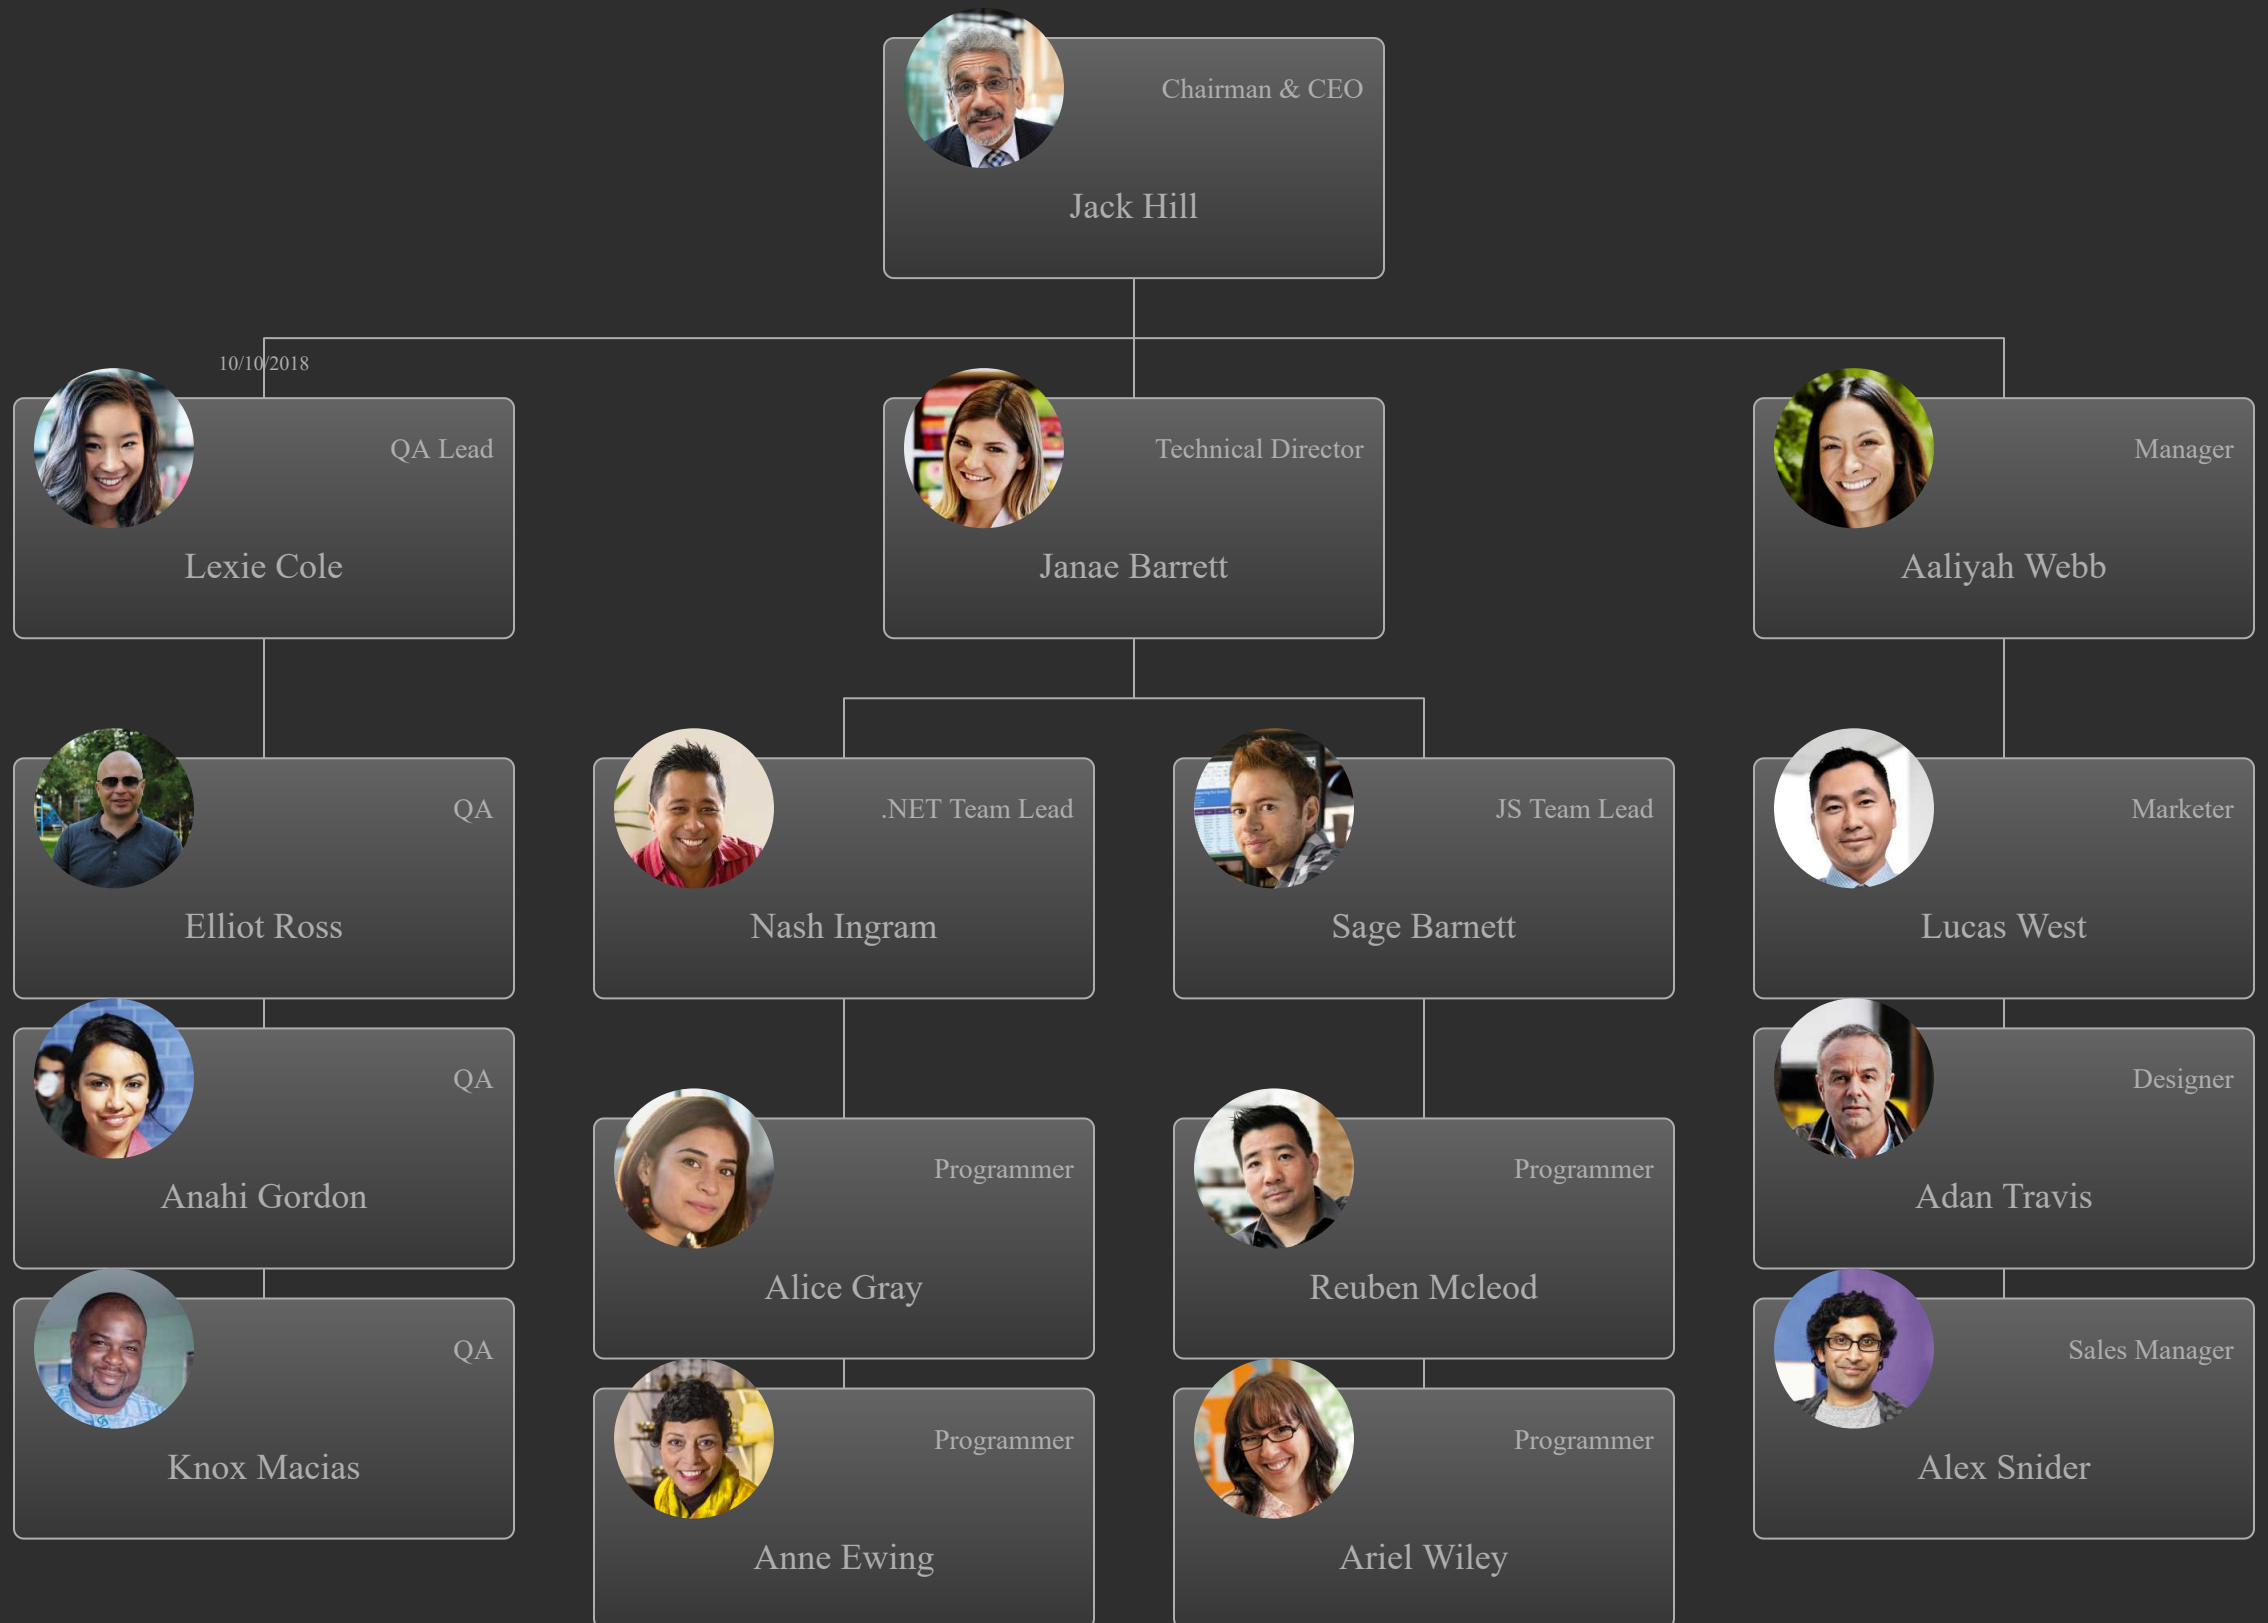 Chairman & CEO
Jack Hill
10/10/2018
QA Lead
Lexie Cole
Technical Director
Janae Barrett
Manager
Aaliyah Webb
QA
Elliot Ross
.NET Team Lead
Nash Ingram
JS Team Lead
Sage Barnett
Marketer
Lucas West
QA
Anahi Gordon
Programmer
Alice Gray
Programmer
Reuben Mcleod
Designer
Adan Travis
QA
Knox Macias
Programmer
Anne Ewing
Programmer
Ariel Wiley
Sales Manager
Alex Snider